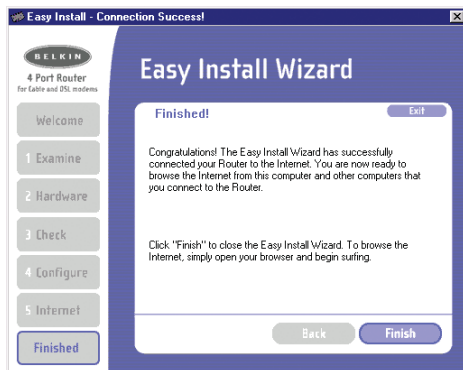 Easy Install - Connection Success!
BELKIN
4 Port Router
for Cable and DSL modems
Welcome
1 Examine
2 Hardware
3 Check
4 Configure
5 Internet
Finished
Easy Install Wizard
Finished!
Exit
Congratulations! The Easy Install Wizard has successfully
connected your Router to the Internet. You are now ready to
browse the Internet from this computer and other computers that
you connect to the Router.
Click "Finish" to close the Easy Install Wizard. To browse the
Internet, simply open your browser and begin surfing.
Back
Finish